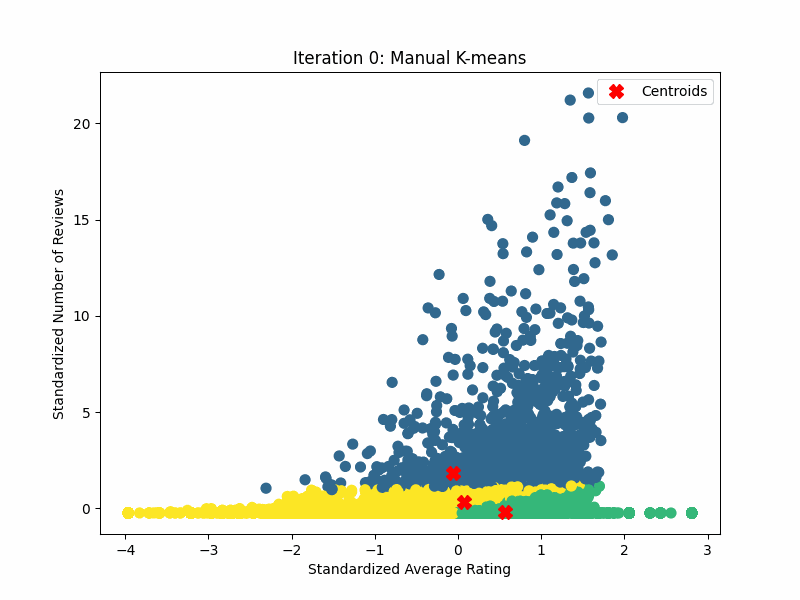 Iteration 0: Manual K-means
Centroids
20
15
10
5
0
Standardized Number of Reviews
−4 −3 −2 −1 0 1 2 3
Standardized Average Rating